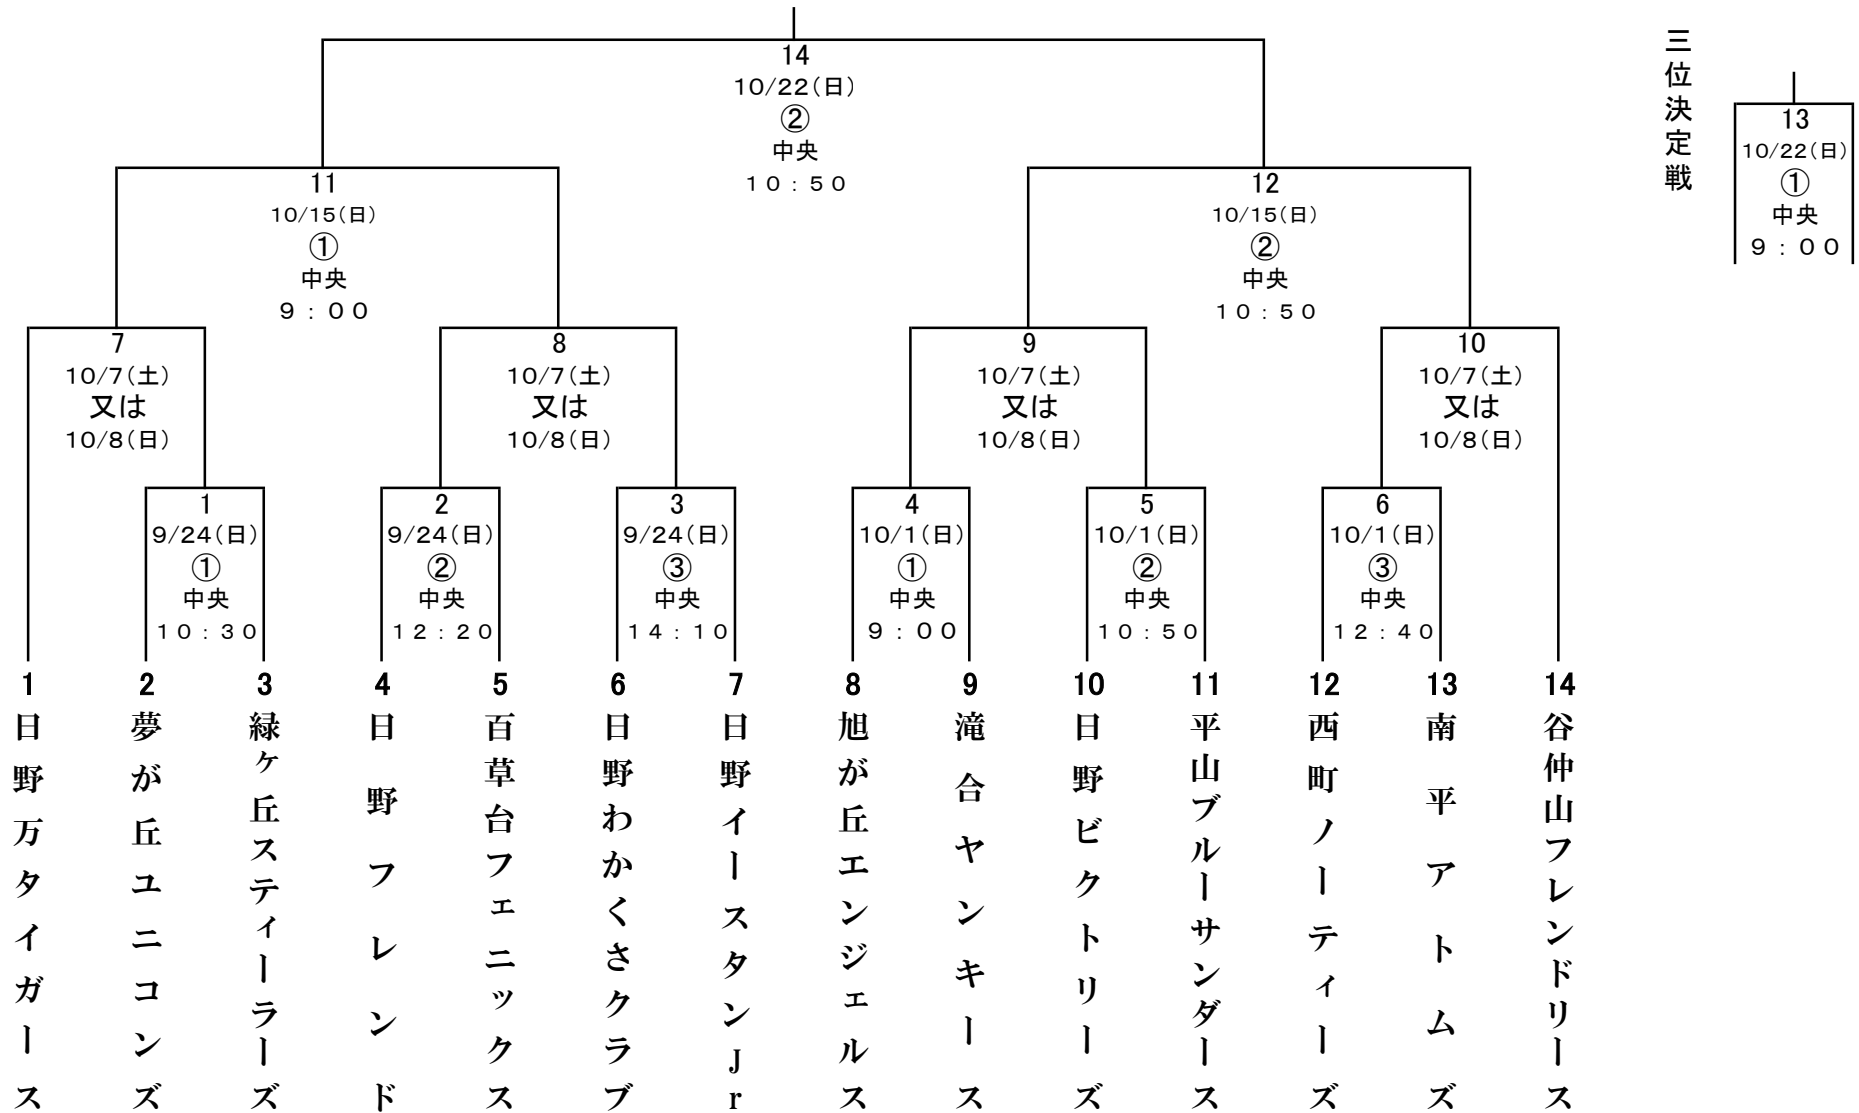 14
10/22(日)
②
中央
10:50
三位決定戦
13
10/22(日)
①
中央
9:00
11
10/15(日)
①
中央
9:00
12
10/15(日)
②
中央
10:50
7
10/7(土)
又は
10/8(日)
8
10/7(土)
又は
10/8(日)
9
10/7(土)
又は
10/8(日)
10
10/7(土)
又は
10/8(日)
1
9/24(日)
①
中央
10:30
2
9/24(日)
②
中央
12:20
3
9/24(日)
③
中央
14:10
4
10/1(日)
①
中央
9:00
5
10/1(日)
②
中央
10:50
6
10/1(日)
③
中央
12:40
1
日野万タイガース
2
夢が丘ユニコンズ
3
緑ヶ丘スティーラーズ
4
日野フレンド
5
百草台フェニックス
6
日野わかくさクラブ
7
日野イースタンJr
8
旭が丘エンジェルス
9
滝合ヤンキース
10
日野ビクトリーズ
11
平山ブルーサンダース
12
西町ノーティーズ
13
南平アトムズ
14
谷仲山フレンドリース